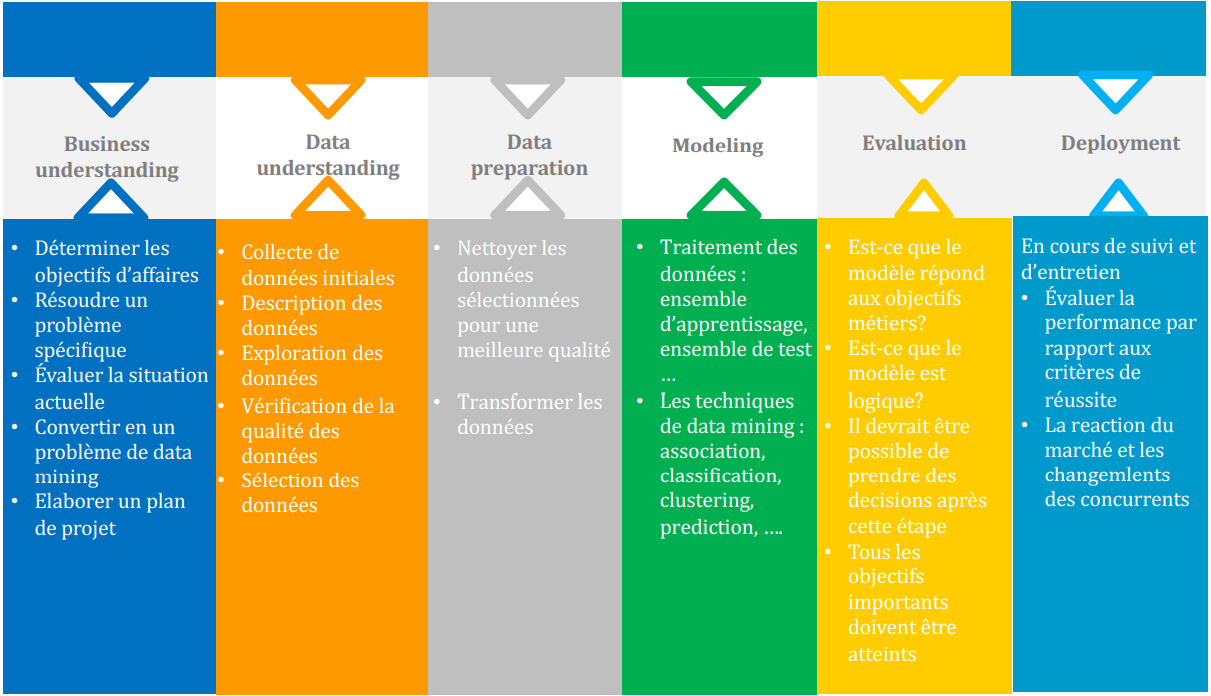 Business
understanding
Data
understanding
Data
preparation
Modeling
Evaluation
Deployment
• Déterminer les
objectifs d’affaires
• Résoudre un
problème
spécifique
• Évaluer la situation
actuelle
• Convertir en un
problème de data
mining
• Elaborer un plan
de projet
• Collecte de
données initiales
• Description des
données
• Exploration des
données
• Vérification de la
qualité des
données
• Sélection des
données
• Nettoyer les
données
sélectionnées
pour une
meilleure qualité
• Transformer les
données
• Traitement des
données :
ensemble
d’apprentissage,
ensemble de test
…
• Les techniques
de data mining :
association,
classification,
clustering,
prediction, ….
• Est-ce que le
modèle répond
aux objectifs
métiers?
• Est-ce que le
modèle est
logique?
• Il devrait être
possible de
prendre des
decisions après
cette étape
• Tous les
objectifs
importants
doivent être
atteints
En cours de suivi et
d’entretien
• Évaluer la
performance par
rapport aux
critères de
réussite
• La reaction du
marché et les
changemlents
des concurrents